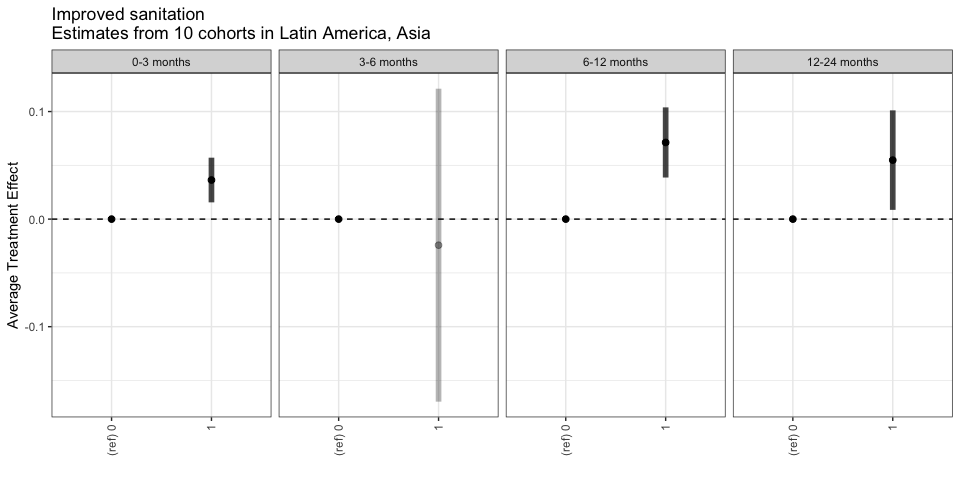 Improved sanitation
Estimates from 10 cohorts in Latin America, Asia
0-3 months
3-6 months
6-12 months
12-24 months
Average Treatment Effect
0.1
0.0
-0.1
(ref) 0
1
(ref) 0
1
(ref) 0
1
(ref) 0
1